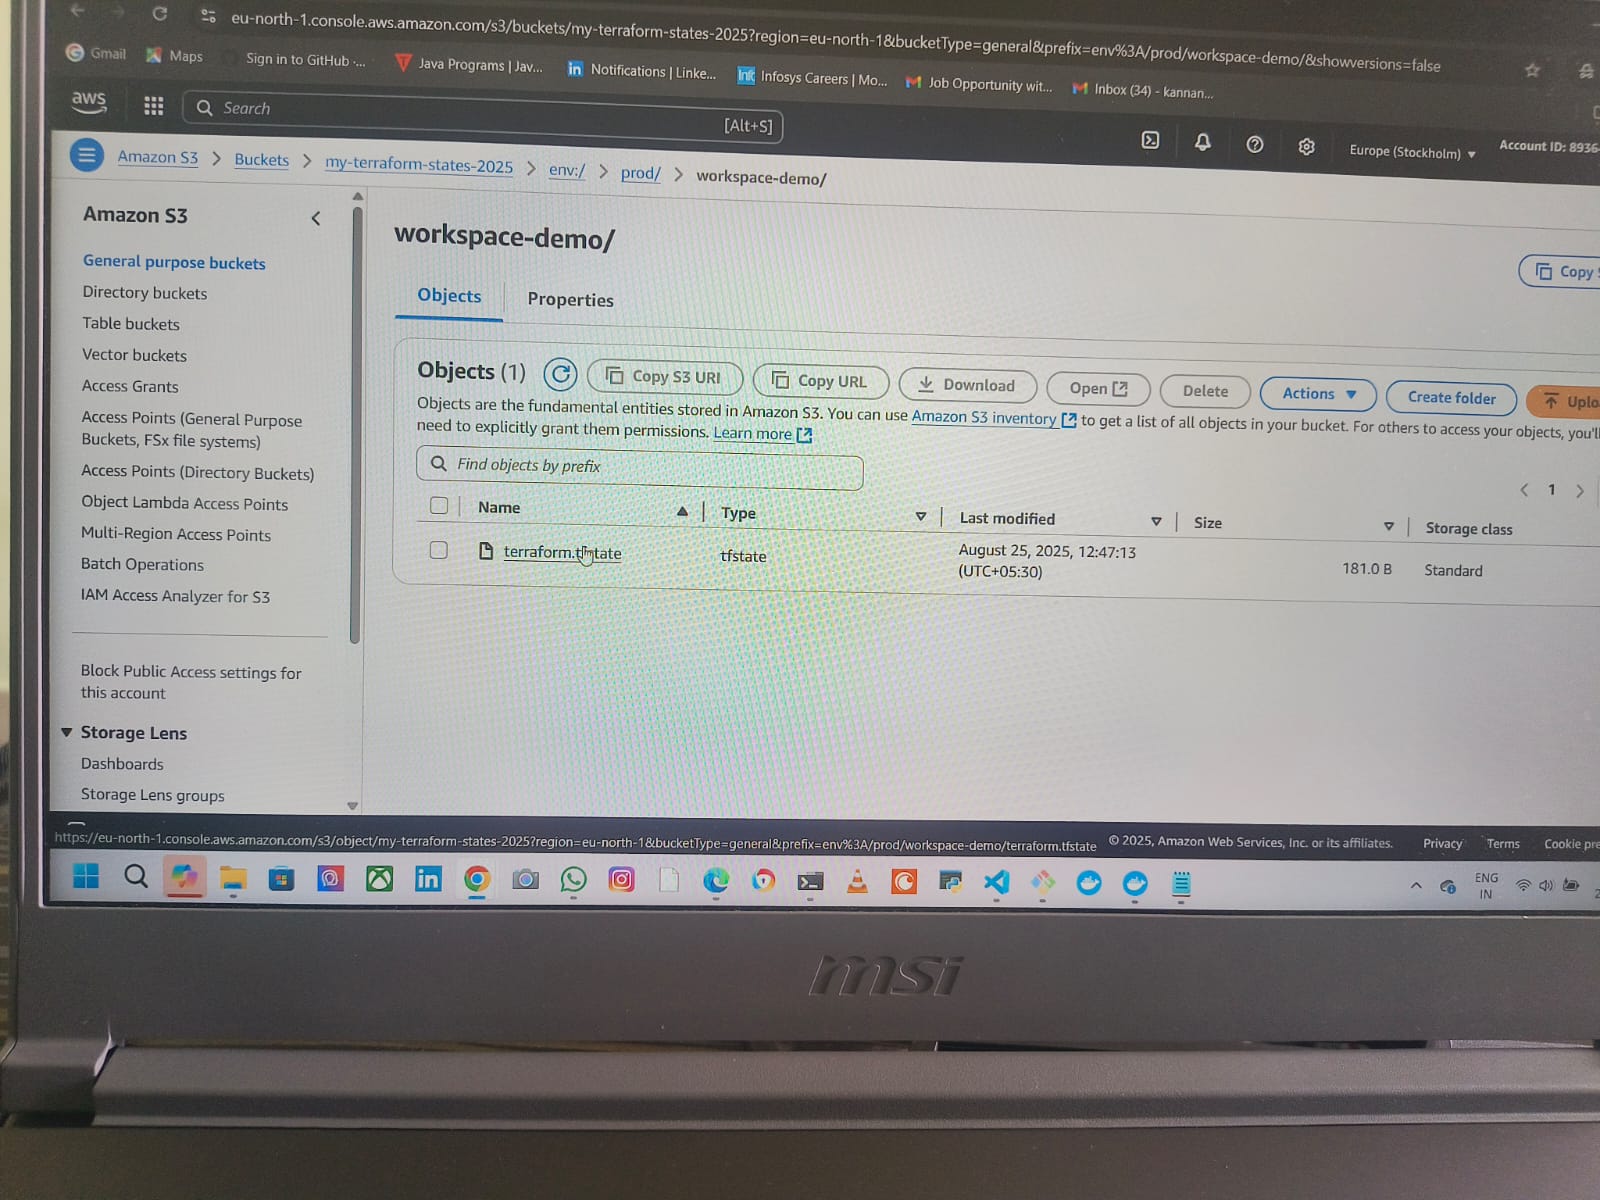 eu-north-1.console.aws.amazon.com/s3/buckets/my-terraform-states-2025?region=eu-north-1&bucketType=general&prefix=env%3A/prod/workspace-demo/&showversions=false
Gmail
Maps
Sign in to GitHub ·...
Java Programs | Jav...
in Notifications | Linke...
Infosys Careers | Mo...
Job Opportunity wit...
Inbox (34) - kannan...
aws
Search
[Alt+S]
Europe (Stockholm)
Account ID: 8936-
Amazon S3 > Buckets > my-terraform-states-2025 > env:/ > prod/ > workspace-demo/
Amazon S3
General purpose buckets
Directory buckets
Table buckets
Vector buckets
Access Grants
Access Points (General Purpose
Buckets, FSx file systems)
Access Points (Directory Buckets)
Object Lambda Access Points
Multi-Region Access Points
Batch Operations
IAM Access Analyzer for S3
Block Public Access settings for
this account
Storage Lens
Dashboards
Storage Lens groups
workspace-demo/
Copy
Objects
Properties
Objects (1)
Copy S3 URI
Copy URL
Download
Open
Delete
Actions
Create folder
Uplo
Objects are the fundamental entities stored in Amazon S3. You can use Amazon S3 inventory to get a list of all objects in your bucket. For others to access your objects, you'll
need to explicitly grant them permissions. Learn more
Find objects by prefix
< 1 >
Name
Type
Last modified
Size
Storage class
terraform.tfstate
tfstate
August 25, 2025, 12:47:13
(UTC+05:30)
181.0 B
Standard
https://eu-north-1.console.aws.amazon.com/s3/object/my-terraform-states-2025?region=eu-north-1&bucketType=general&prefix=env%3A/prod/workspace-demo/terraform.tfstate
© 2025, Amazon Web Services, Inc. or its affiliates.
Privacy
Terms
Cookie pre
ENG
IN
msi